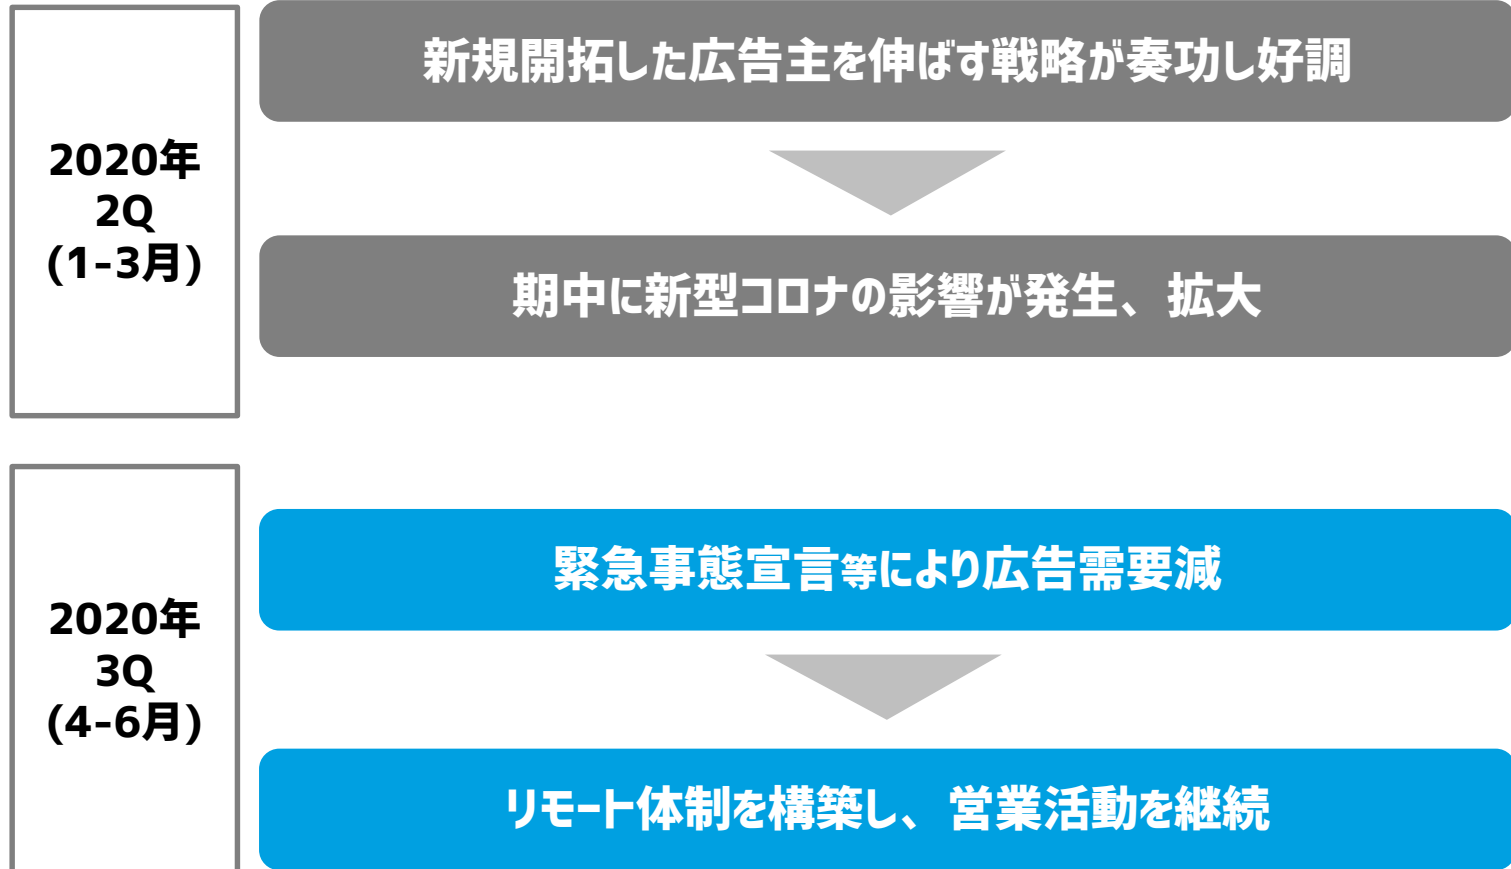 2020年
2Q
(1-3月)
新規開拓した広告主を伸ばす戦略が奏功し好調
期中に新型コロナの影響が発生、拡大
2020年
3Q
(4-6月)
緊急事態宣言等により広告需要減
リモート体制を構築し、営業活動を継続